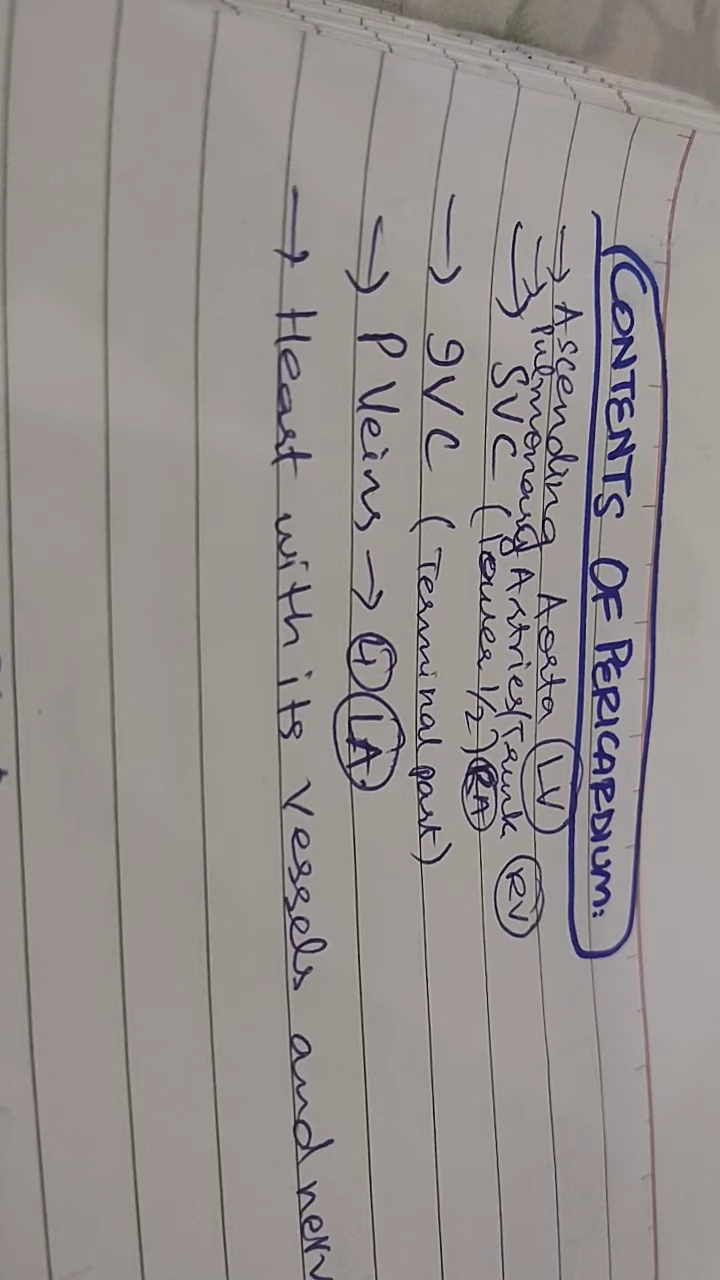 CONTENTS OF PERICARDIUM:
→ Ascending Aorta LV
→ Pulmonary Artries/Trunk RV
→ SVC (lower 1/2) RA
→ IVC (Terminal part)
→ P Veins → 4 LA
→ Heart with its vessels and nerv